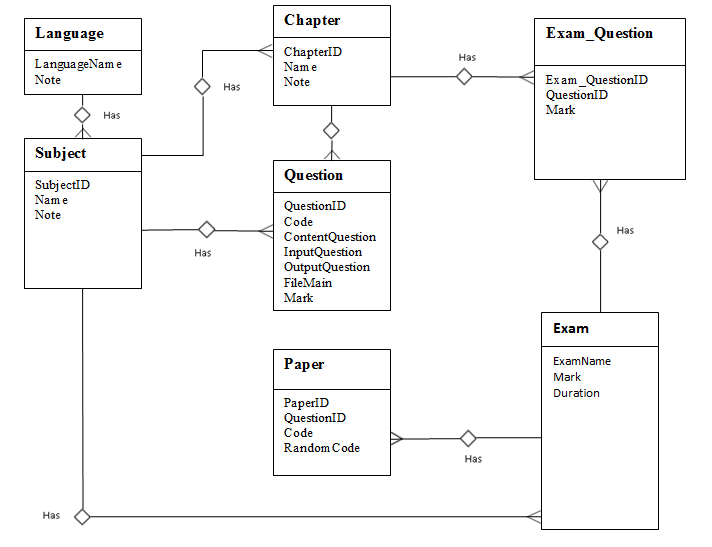 Language
LanguageName
Note
Has
Subject
SubjectID
Name
Note
Has
Chapter
ChapterID
Name
Note
Has
Exam_Question
Exam_QuestionID
QuestionID
Mark
Has
Question
QuestionID
Code
ContentQuestion
InputQuestion
OutputQuestion
FileMain
Mark
Has
Exam
ExamName
Mark
Duration
Paper
PaperID
QuestionID
Code
RandomCode
Has
Has